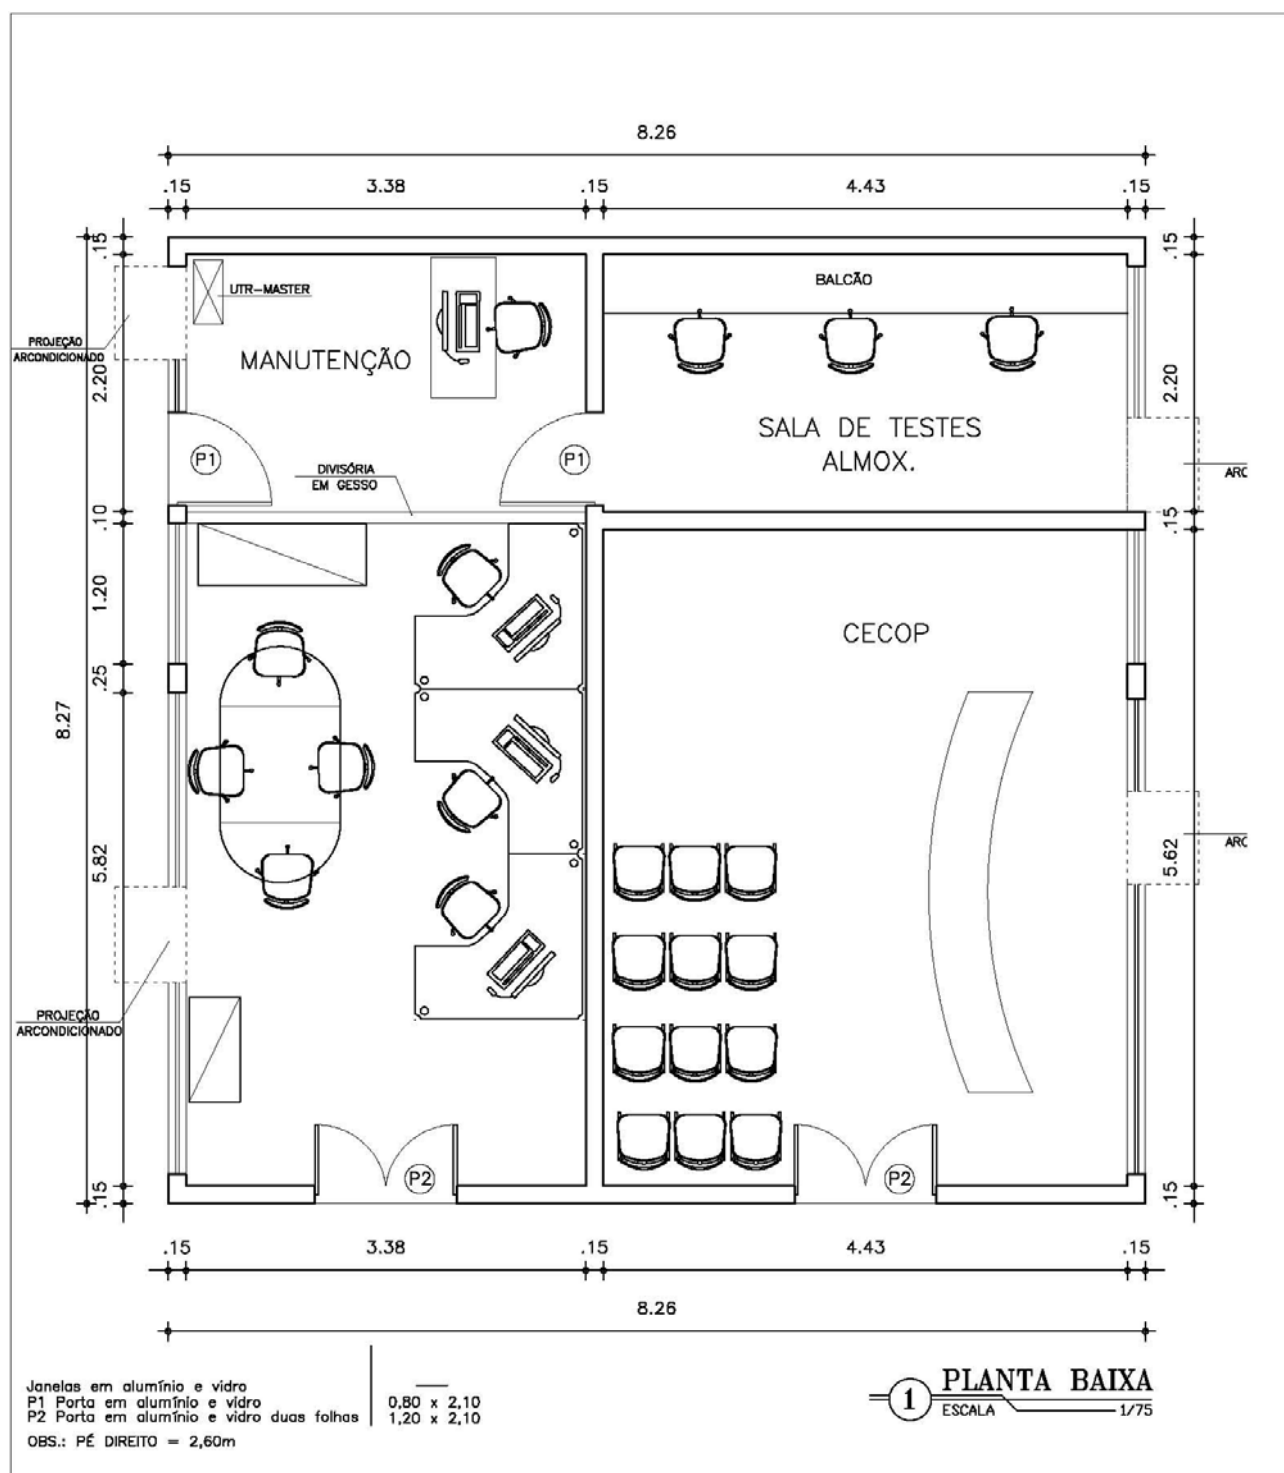 8.26
.15 3.38 .15 4.43 .15
.15
.15
BALCÃO
UTR-MASTER
PROJEÇÃO
ARCONDICIONADO
MANUTENÇÃO
2.20
2.20
SALA DE TESTES
ALMOX.
P1
P1
DIVISÓRIA
EM GESSO
ARC
.10
.15
1.20
CECOP
.25
8.27
5.82
5.62
ARC
PROJEÇÃO
ARCONDICIONADO
P2
P2
.15
.15
.15 3.38 .15 4.43 .15
8.26
Janelas em alumínio e vidro
P1 Porta em alumínio e vidro 0,80 x 2,10
P2 Porta em alumínio e vidro duas folhas 1,20 x 2,10
OBS.: PÉ DIREITO = 2,60m
1 PLANTA BAIXA
ESCALA 1/75